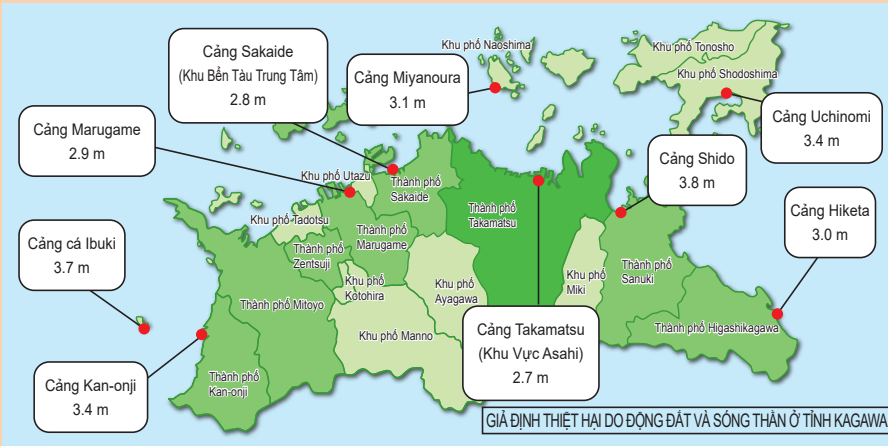 Khu phố Naoshima
Khu phố Tonosho
Khu phố Shodoshima
Cảng Sakaide
(Khu Bển Tàu Trung Tâm)
2.8 m
Cảng Miyanoura
3.1 m
Cảng Uchinomi
3.4 m
Cảng Marugame
2.9 m
Cảng Shido
3.8 m
Khu phố Utazu
Thành phố
Sakaide
Thành phố
Takamatsu
Cảng Hiketa
3.0 m
Khu phố Tadotsu
Thành phố
Marugame
Cảng cá Ibuki
3.7 m
Thành phố
Zentsuji
Khu phố
Kotohira
Khu phố
Ayagawa
Khu phố
Miki
Thành phố
Sanuki
Thành phố Mitoyo
Khu phố Manno
Thành phố Higashikagawa
Cảng Takamatsu
(Khu Vực Asahi)
2.7 m
Cảng Kan-onji
3.4 m
Thành phố
Kan-onji
GIẢ ĐỊNH THIỆT HẠI DO ĐỘNG ĐẤT VÀ SÓNG THẦN Ở TỈNH KAGAWA